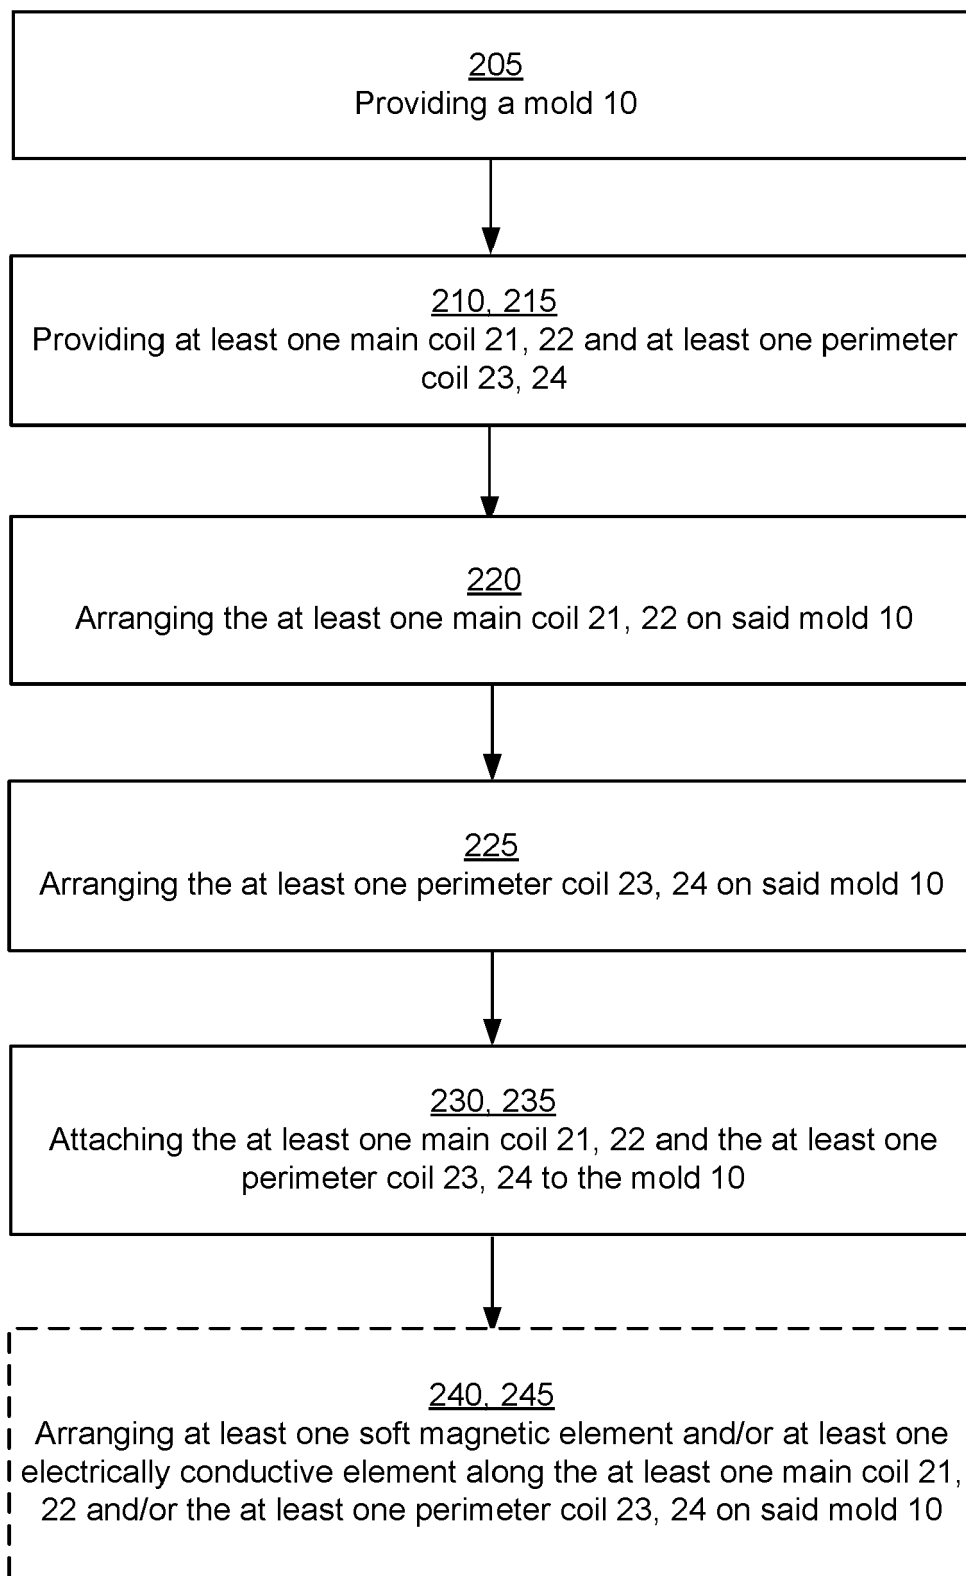 205
Providing a mold 10
210, 215
Providing at least one main coil 21, 22 and at least one perimeter
coil 23, 24
220
Arranging the at least one main coil 21, 22 on said mold 10
225
Arranging the at least one perimeter coil 23, 24 on said mold 10
230, 235
Attaching the at least one main coil 21, 22 and the at least one
perimeter coil 23, 24 to the mold 10
240, 245
Arranging at least one soft magnetic element and/or at least one
electrically conductive element along the at least one main coil 21,
22 and/or the at least one perimeter coil 23, 24 on said mold 10